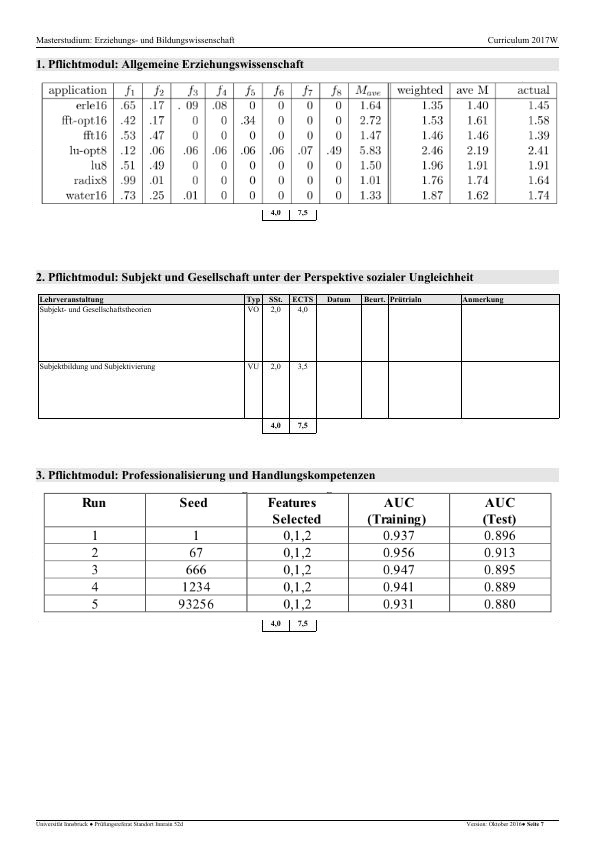 Masterstudium: Erziehungs- und Bildungswissenschaft Curriculum 2017W
1. Pflichtmodul: Allgemeine Erziehungswissenschaft
application f1 f2 f3 f4 f5 f6 f7 f8 Mave weighted ave M actual
erle16 .65 .17 . 09 .08 0 0 0 0 1.64 1.35 1.40 1.45
fft-opt16 .42 .17 0 0 .34 0 0 0 2.72 1.53 1.61 1.58
fft16 .53 .47 0 0 0 0 0 0 1.47 1.46 1.46 1.39
lu-opt8 .12 .06 .06 .06 .06 .06 .07 .49 5.83 2.46 2.19 2.41
lu8 .51 .49 0 0 0 0 0 0 1.50 1.96 1.91 1.91
radix8 .99 .01 0 0 0 0 0 0 1.01 1.76 1.74 1.64
water16 .73 .25 .01 0 0 0 0 0 1.33 1.87 1.62 1.74
4,0 7,5
2. Pflichtmodul: Subjekt und Gesellschaft unter der Perspektive sozialer Ungleichheit
Lehrveranstaltung Typ SSt. ECTS Datum Beurt. PrüfriaIn Anmerkung
Subjekt- und Gesellschaftstheorien VO 2,0 4,0
Subjektbildung und Subjektivierung VU 2,0 3,5
4,0 7,5
3. Pflichtmodul: Professionalisierung und Handlungskompetenzen
Run Seed Features AUC AUC
Selected (Training) (Test)
1 1 0,1,2 0.937 0.896
2 67 0,1,2 0.956 0.913
3 666 0,1,2 0.947 0.895
4 1234 0,1,2 0.941 0.889
5 93256 0,1,2 0.931 0.880
4,0 7,5
Universität Innsbruck ● Prüfungsreferat Standort Innrain 52d Version: Oktober 2016● Seite 7